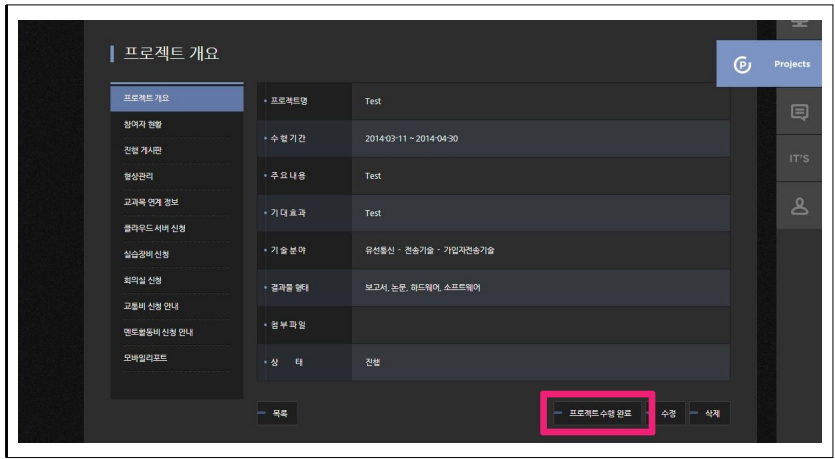 프로젝트 개요
Projects
프로젝트 개요
참여자 현황
진행 게시판
형상관리
교과목 연계 정보
클라우드 서버 신청
실습장비 신청
회의실 신청
교통비 신청 안내
멘토활동비 신청 안내
모바일리포트
프로젝트명 Test
수행기간 2014-03-11 ~ 2014-04-30
주요내용 Test
기대효과 Test
기술분야 유선통신 - 전송기술 - 가입자전송기술
결과물 형태 보고서, 논문, 하드웨어, 소프트웨어
첨부파일
상 태 진행
IT'S
목록 프로젝트 수행 완료 수정 삭제